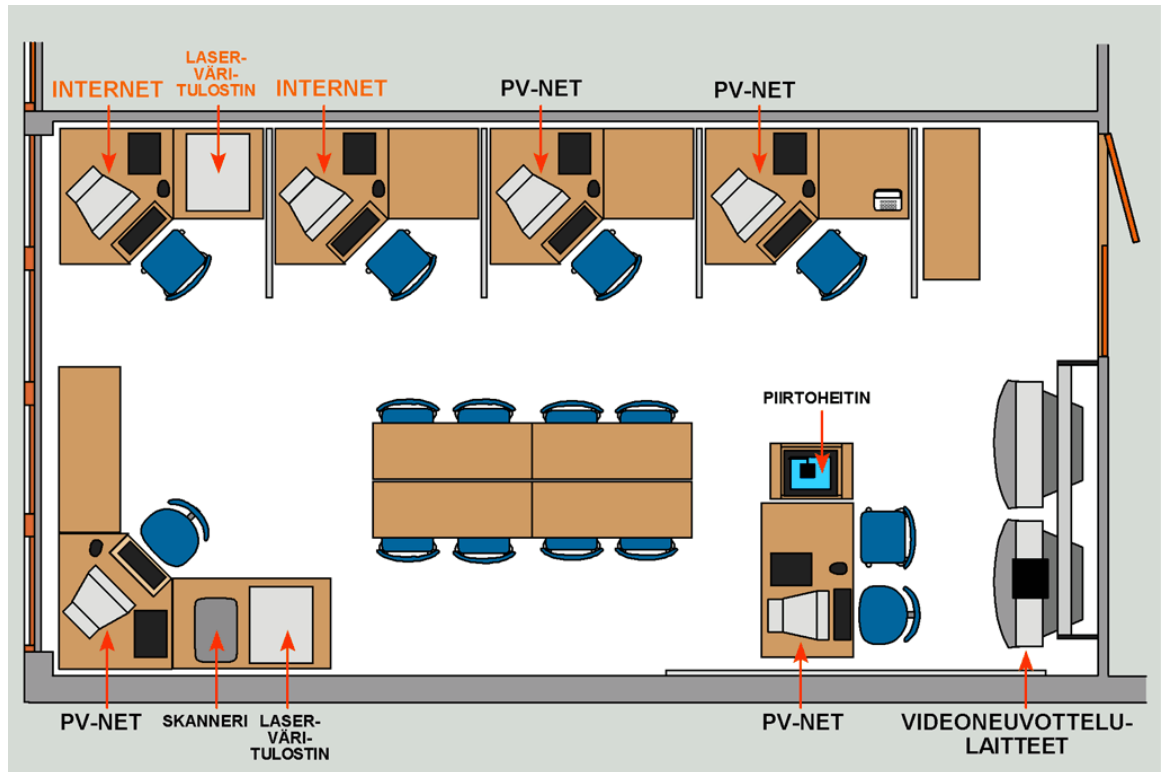 INTERNET
LASER-
VÄRI-
TULOSTIN
INTERNET
PV-NET
PV-NET
PIIRTOHEITIN
PV-NET
SKANNERI
LASER-
VÄRI-
TULOSTIN
PV-NET
VIDEONEUVOTTELU-
LAITTEET